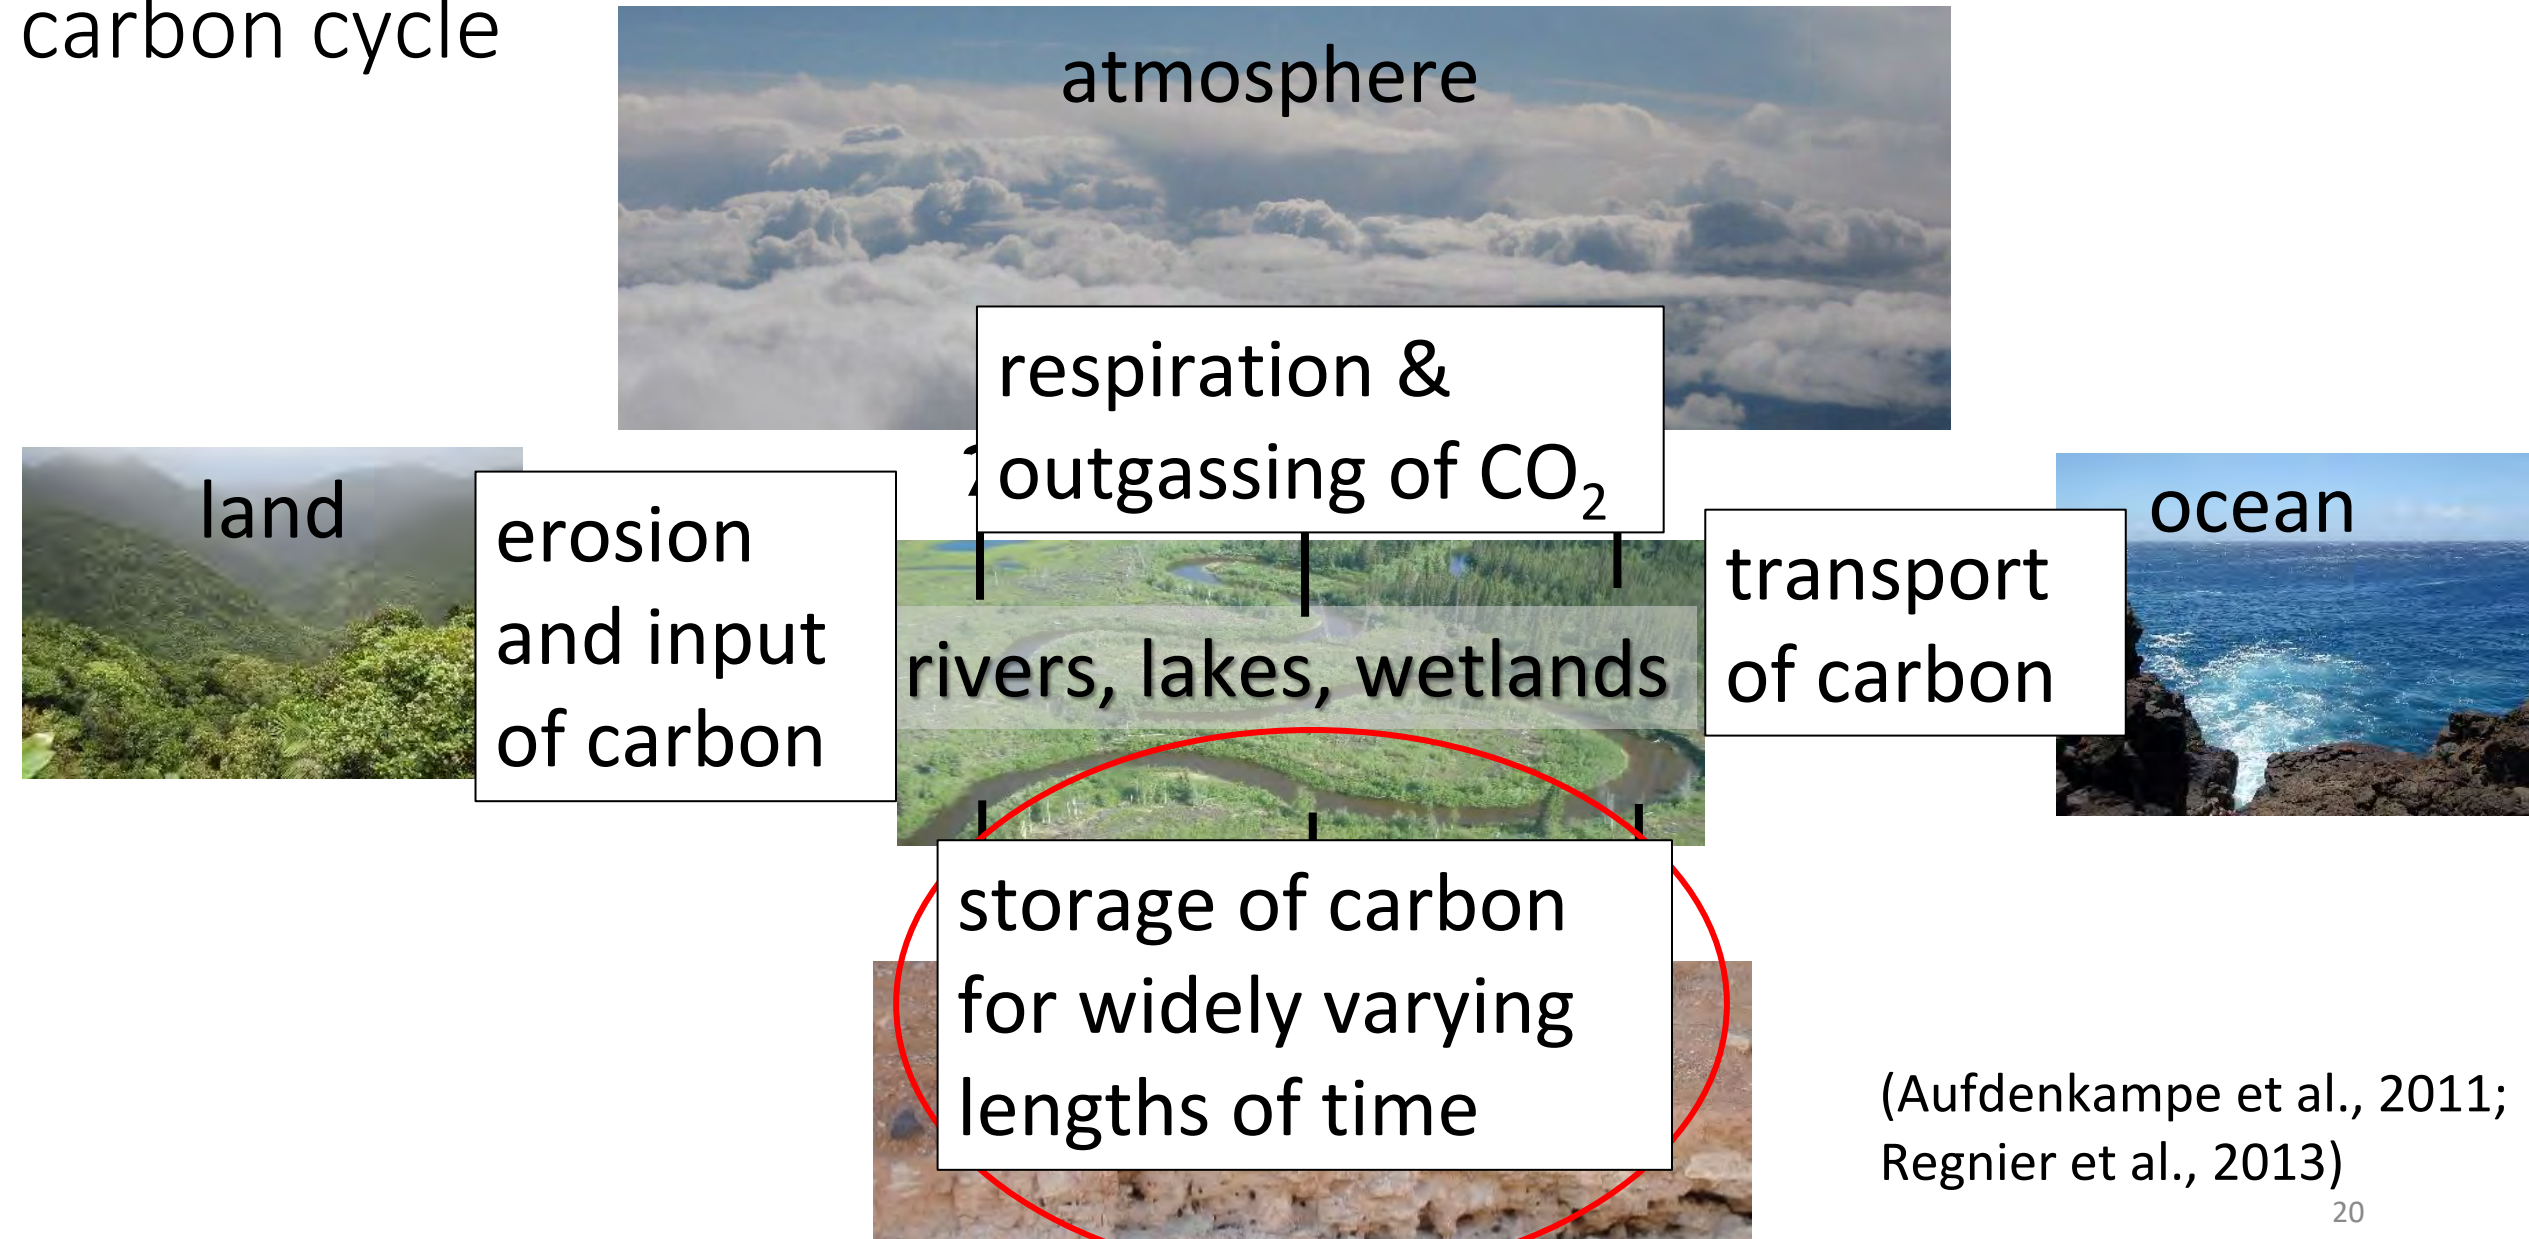 carbon cycle
atmosphere
respiration &
outgassing of CO₂
land
erosion
and input
of carbon
rivers, lakes, wetlands
transport
of carbon
ocean
storage of carbon
for widely varying
lengths of time
(Aufdenkampe et al., 2011;
Regnier et al., 2013)
20